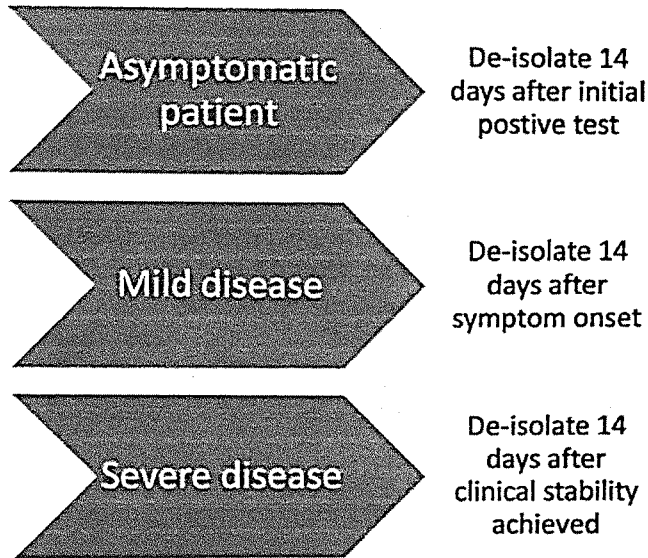 Asymptomatic
patient
De-isolate 14
days after initial
postive test
Mild disease
De-isolate 14
days after
symptom onset
Severe disease
De-isolate 14
days after
clinical stability
achieved